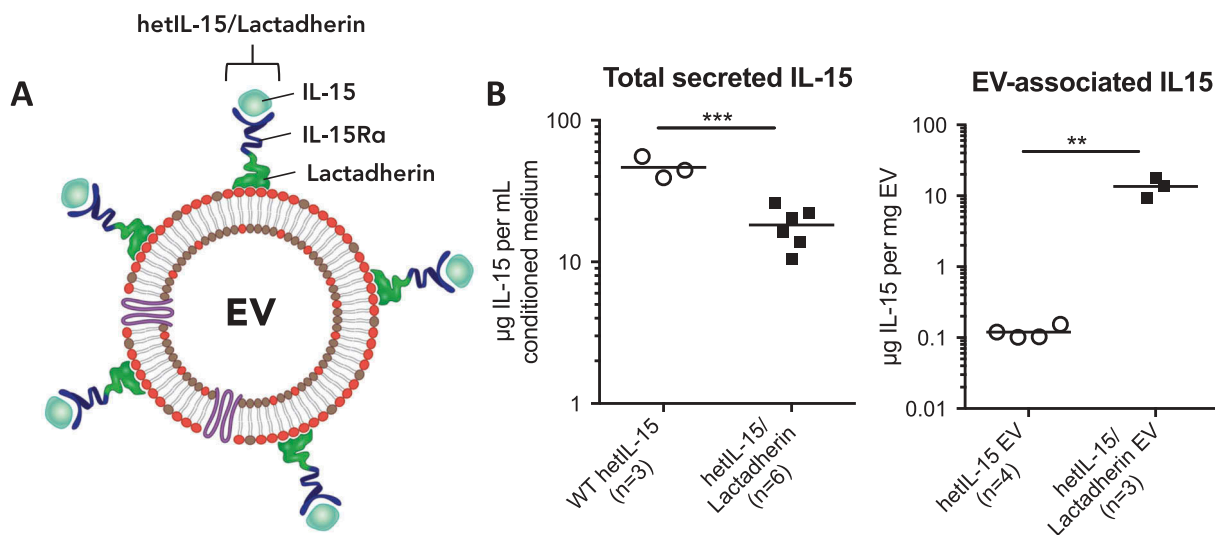 A
hetIL-15/Lactadherin
IL-15
IL-15Rα
Lactadherin
EV
B
Total secreted IL-15
***
100
10
1
µg IL-15 per mL
conditioned medium
WT hetIL-15
(n=3)
hetIL-15/
Lactadherin
(n=6)
EV-associated IL15
**
100
10
1
0.1
0.01
µg IL-15 per mg EV
hetIL-15 EV
(n=4)
hetIL-15/
Lactadherin EV
(n=3)